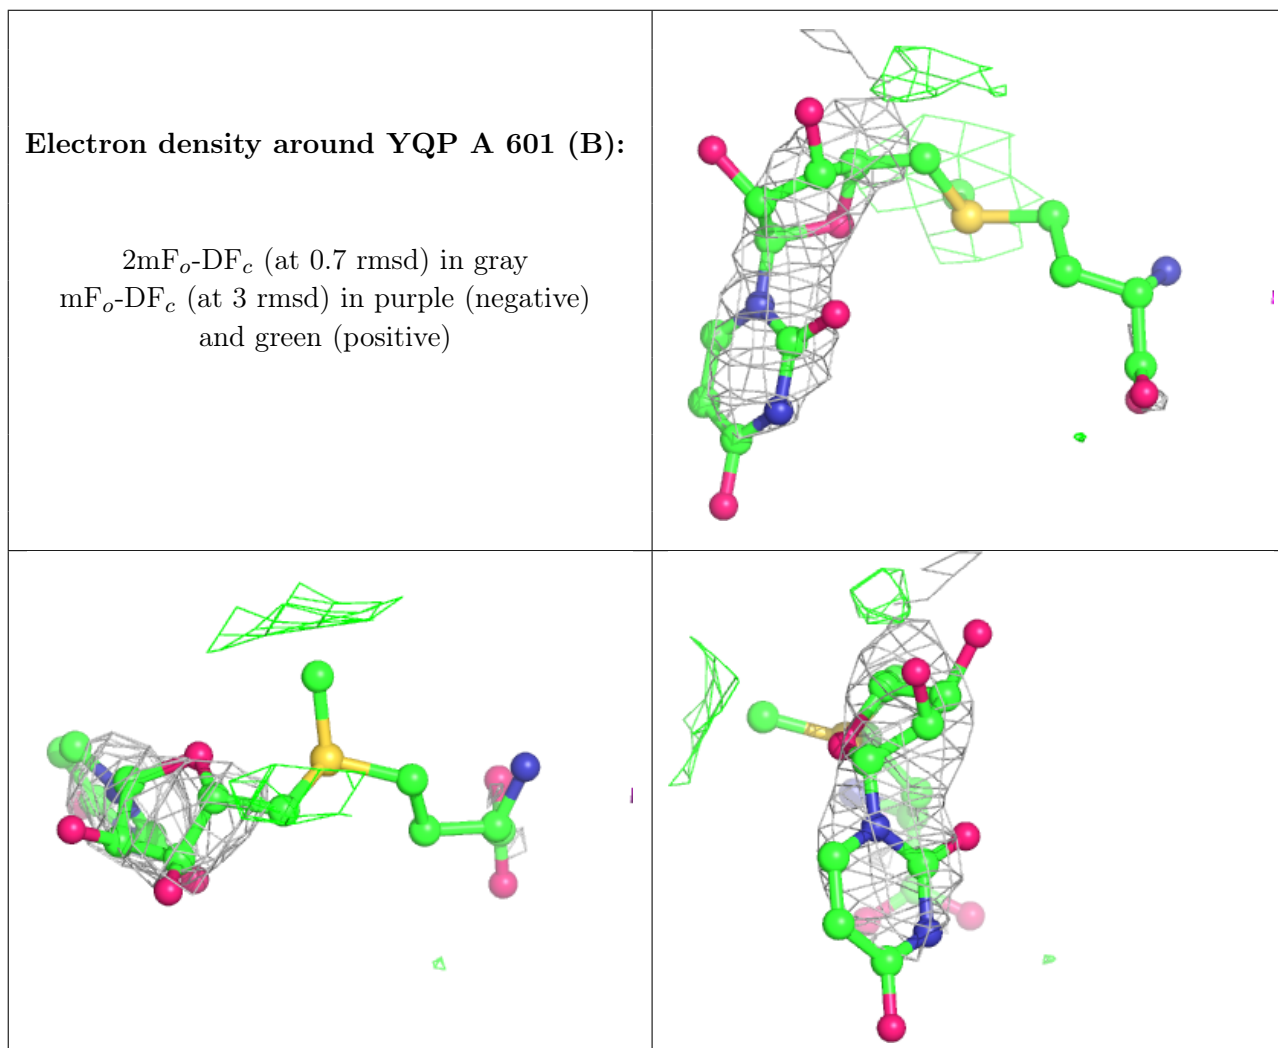 Electron density around YQP A 601 (B):
2mFo-DFc (at 0.7 rmsd) in gray
mFo-DFc (at 3 rmsd) in purple (negative)
and green (positive)